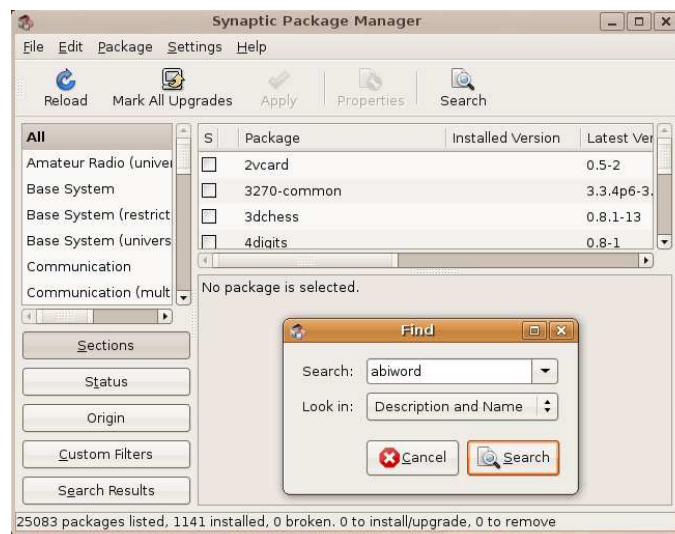 Synaptic Package Manager
File Edit Package Settings Help
Reload Mark All Upgrades Apply Properties Search
All
Amateur Radio (univer
Base System
Base System (restrict
Base System (univers
Communication
Communication (mult
S Package Installed Version Latest Ver
2vcard 0.5-2
3270-common 3.3.4p6-3.
3dchess 0.8.1-13
4digits 0.8-1
No package is selected.
Sections
Status
Origin
Custom Filters
Search Results
Find
Search: abiword
Look in: Description and Name
Cancel Search
25083 packages listed, 1141 installed, 0 broken. 0 to install/upgrade, 0 to remove